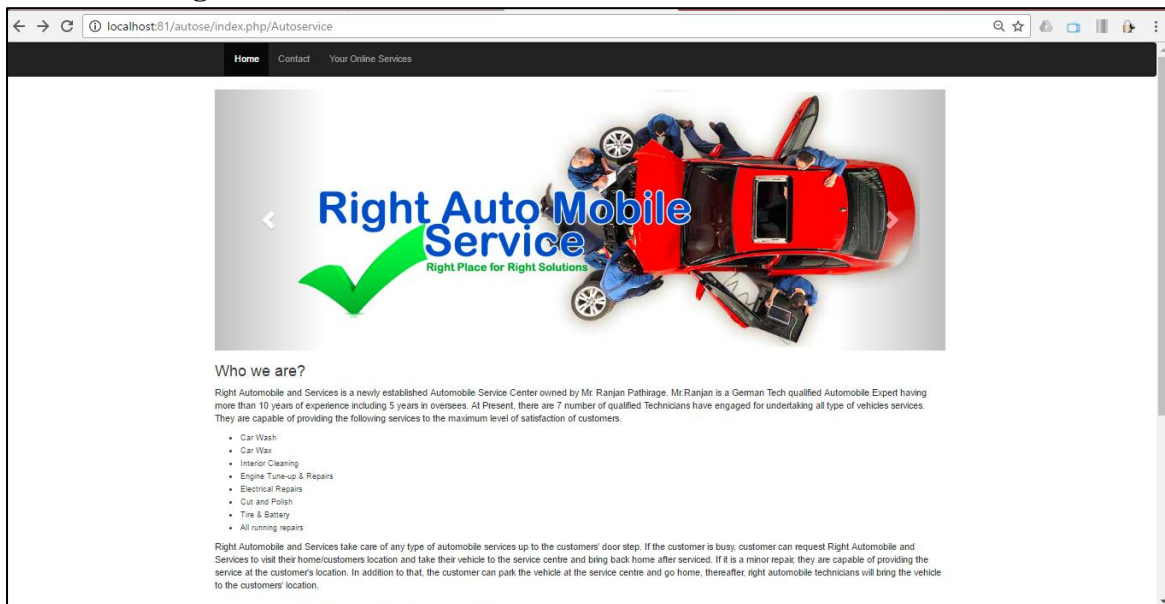 localhost:81/autose/index.php/Autoservice
Home Contact Your Online Services
Right Auto Mobile
Service
Right Place for Right Solutions
Who we are?
Right Automobile and Services is a newly established Automobile Service Center owned by Mr. Ranjan Pathirage. Mr.Ranjan is a German Tech qualified Automobile Expert having
more than 10 years of experience including 5 years in oversees. At Present, there are 7 number of qualified Technicians have engaged for undertaking all type of vehicles services.
They are capable of providing the following services to the maximum level of satisfaction of customers.
Car Wash
Car Wax
Interior Cleaning
Engine Tune-up & Repairs
Electrical Repairs
Cut and Polish
Tire & Battery
All running repairs
Right Automobile and Services take care of any type of automobile services up to the customers' door step. If the customer is busy, customer can request Right Automobile and
Services to visit their home/customers location and take their vehicle to the service centre and bring back home after serviced. If it is a minor repair, they are capable of providing the
service at the customer's location. In addition to that, the customer can park the vehicle at the service centre and go home, thereafter, right automobile technicians will bring the vehicle
to the customers' location.